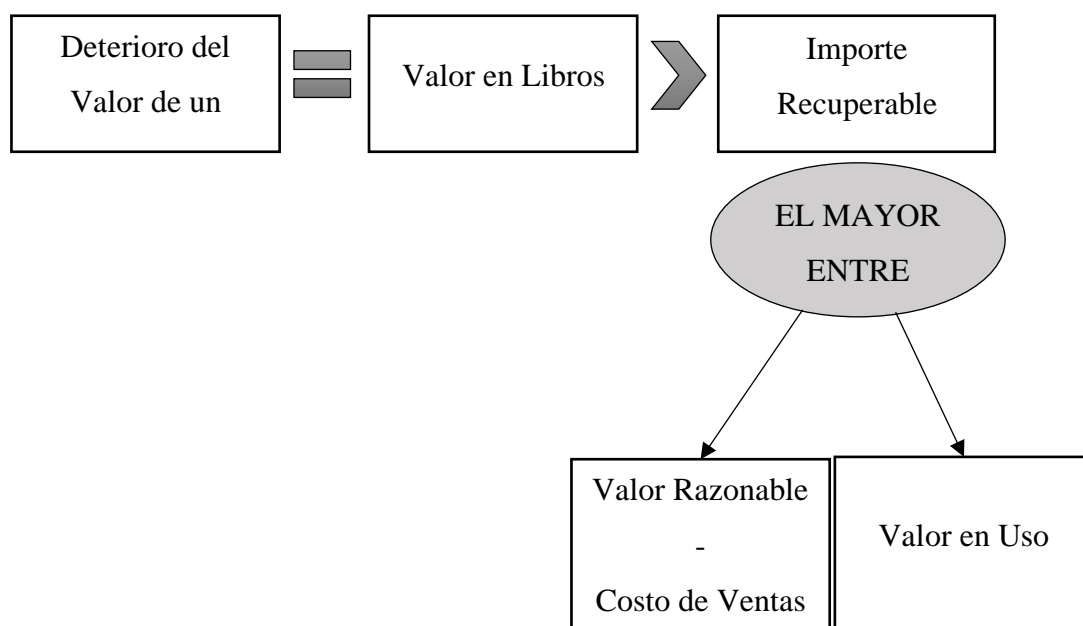 Deterioro del
Valor de un
Valor en Libros
Importe
Recuperable
EL MAYOR
ENTRE
Valor Razonable
-
Costo de Ventas
Valor en Uso